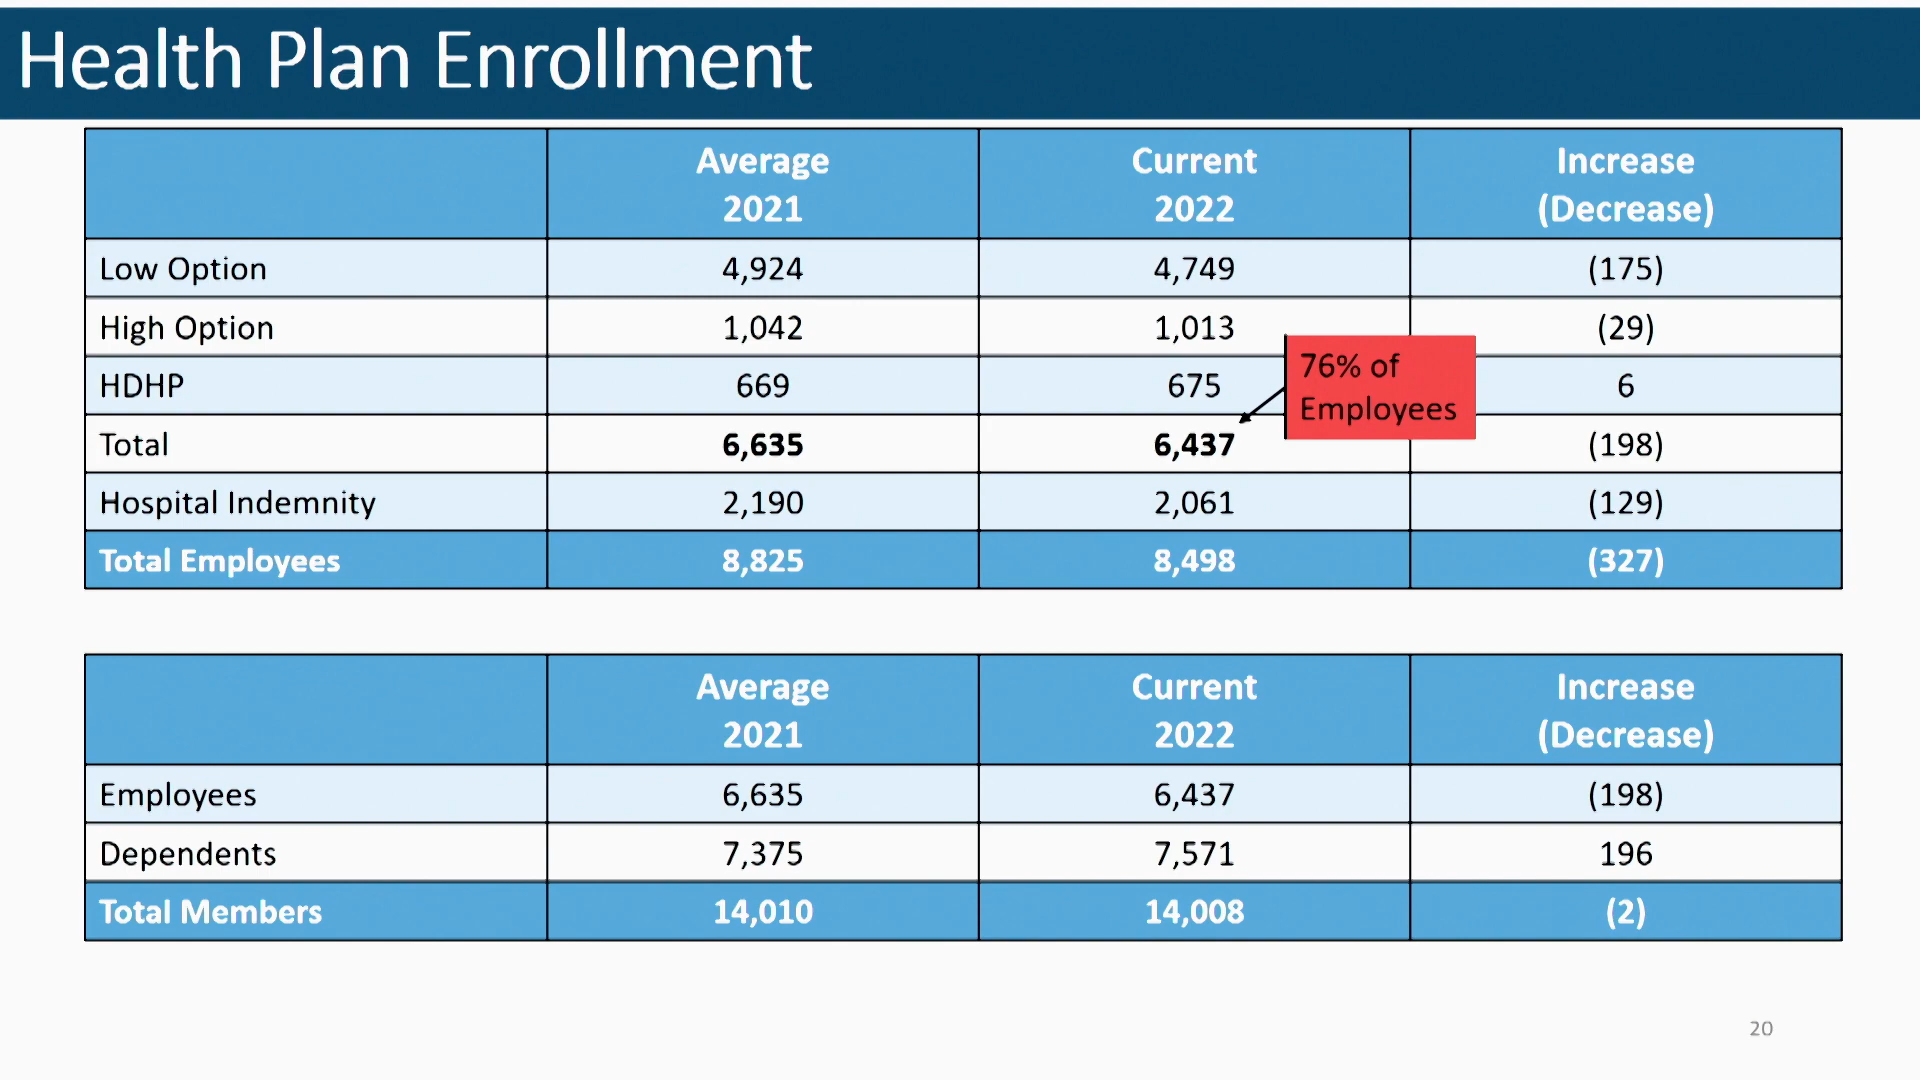 Health Plan Enrollment
Average 2021 Current 2022 Increase (Decrease)
Low Option 4,924 4,749 (175)
High Option 1,042 1,013 (29)
HDHP 669 675 6
76% of
Employees
Total 6,635 6,437 (198)
Hospital Indemnity 2,190 2,061 (129)
Total Employees 8,825 8,498 (327)
Average 2021 Current 2022 Increase (Decrease)
Employees 6,635 6,437 (198)
Dependents 7,375 7,571 196
Total Members 14,010 14,008 (2)
20